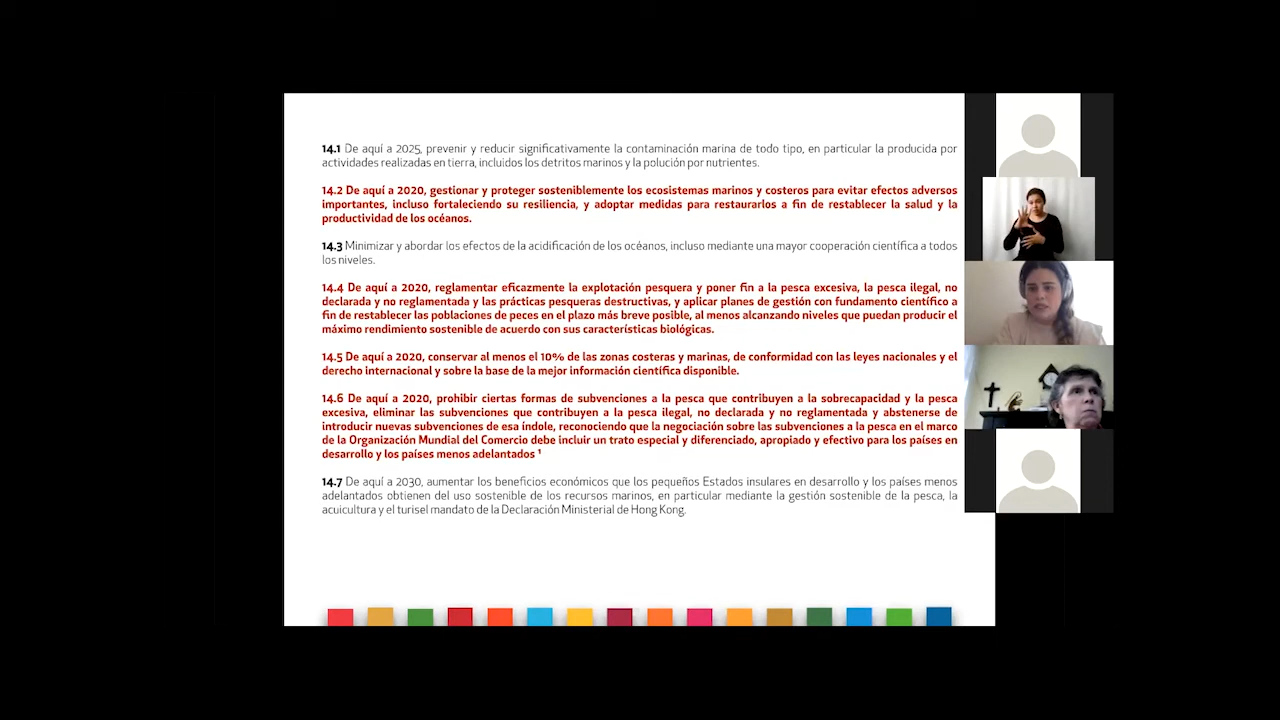 14.1 De aquí a 2025, prevenir y reducir significativamente la contaminación marina de todo tipo, en particular la producida por
actividades realizadas en tierra, incluidos los detritos marinos y la polución por nutrientes.
14.2 De aquí a 2020, gestionar y proteger sosteniblemente los ecosistemas marinos y costeros para evitar efectos adversos
importantes, incluso fortaleciendo su resiliencia, y adoptar medidas para restaurarlos a fin de restablecer la salud y la
productividad de los océanos.
14.3 Minimizar y abordar los efectos de la acidificación de los océanos, incluso mediante una mayor cooperación científica a todos
los niveles.
14.4 De aquí a 2020, reglamentar eficazmente la explotación pesquera y poner fin a la pesca excesiva, la pesca ilegal, no
declarada y no reglamentada y las prácticas pesqueras destructivas, y aplicar planes de gestión con fundamento científico a
fin de restablecer las poblaciones de peces en el plazo más breve posible, al menos alcanzando niveles que puedan producir el
máximo rendimiento sostenible de acuerdo con sus características biológicas.
14.5 De aquí a 2020, conservar al menos el 10% de las zonas costeras y marinas, de conformidad con las leyes nacionales y el
derecho internacional y sobre la base de la mejor información científica disponible.
14.6 De aquí a 2020, prohibir ciertas formas de subvenciones a la pesca que contribuyen a la sobrecapacidad y la pesca
excesiva, eliminar las subvenciones que contribuyen a la pesca ilegal, no declarada y no reglamentada y abstenerse de
introducir nuevas subvenciones de esa índole, reconociendo que la negociación sobre las subvenciones a la pesca en el marco
de la Organización Mundial del Comercio debe incluir un trato especial y diferenciado, apropiado y efectivo para los países en
desarrollo y los países menos adelantados ¹
14.7 De aquí a 2030, aumentar los beneficios económicos que los pequeños Estados insulares en desarrollo y los países menos
adelantados obtienen del uso sostenible de los recursos marinos, en particular mediante la gestión sostenible de la pesca, la
acuicultura y el turisel mandato de la Declaración Ministerial de Hong Kong.